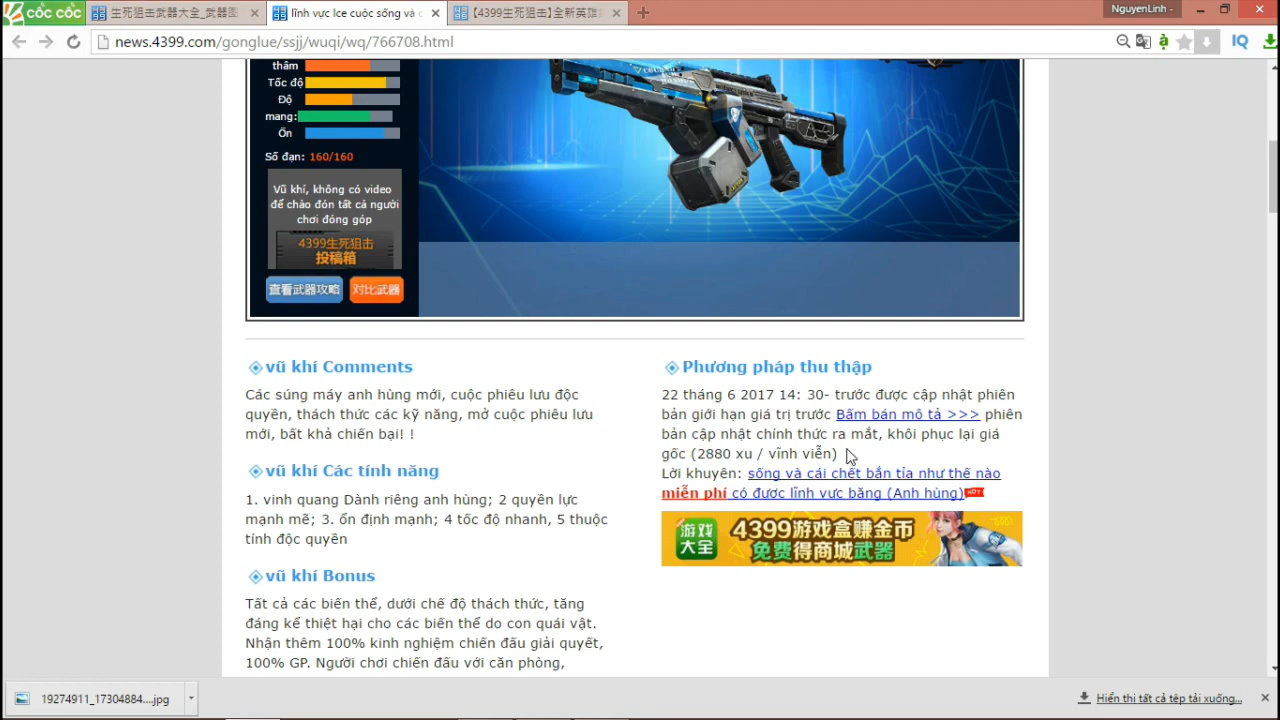 cốc cốc
生死狙击武器大全_武器图
lĩnh vực Ice cuộc sống và c
【4399生死狙击】全新英雄
NguyenLinh -
news.4399.com/gonglue/ssjj/wuqi/wq/766708.html
IQ
thấm
Tốc độ
Độ
mang:
Ổn
Số đạn: 160/160
Vũ khí, không có video
để chào đón tất cả người
chơi đóng góp
4399生死狙击
投稿箱
查看武器攻略
对比武器
vũ khí Comments
Các súng máy anh hùng mới, cuộc phiêu lưu độc
quyền, thách thức các kỹ năng, mở cuộc phiêu lưu
mới, bất khả chiến bại! !
vũ khí Các tính năng
1. vinh quang Dành riêng anh hùng; 2 quyền lực
mạnh mẽ; 3. ổn định mạnh; 4 tốc độ nhanh, 5 thuộc
tính độc quyền
vũ khí Bonus
Tất cả các biến thể, dưới chế độ thách thức, tăng
đáng kể thiệt hại cho các biến thể do con quái vật.
Nhận thêm 100% kinh nghiệm chiến đấu giải quyết,
100% GP. Người chơi chiến đấu với căn phòng,
Phương pháp thu thập
22 tháng 6 2017 14: 30- trước được cập nhật phiên
bản giới hạn giá trị trước Bấm bán mô tả >>> phiên
bản cập nhật chính thức ra mắt, khôi phục lại giá
gốc (2880 xu / vĩnh viễn)
Lời khuyên: sống và cái chết bắn tỉa như thế nào
miễn phí có được lĩnh vực băng (Anh hùng) HOT
游戏
大全
4399游戏盒赚金币
免费得商城武器
19274911_17304884....jpg
Hiển thị tất cả tệp tải xuống...